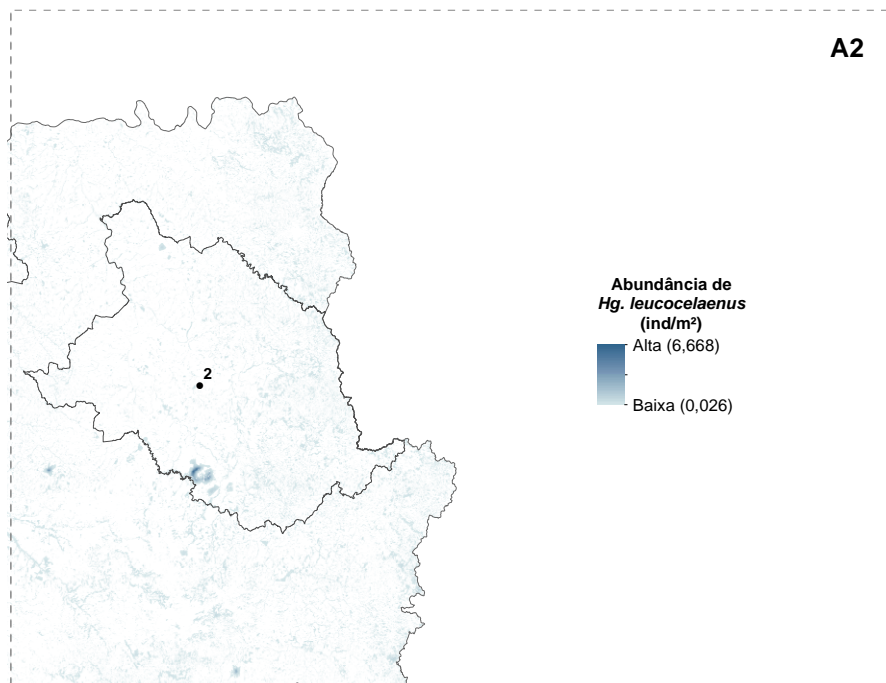 A2
2
Abundância de
Hg. leucocelaenus
(ind/m²)
Alta (6,668)
Baixa (0,026)